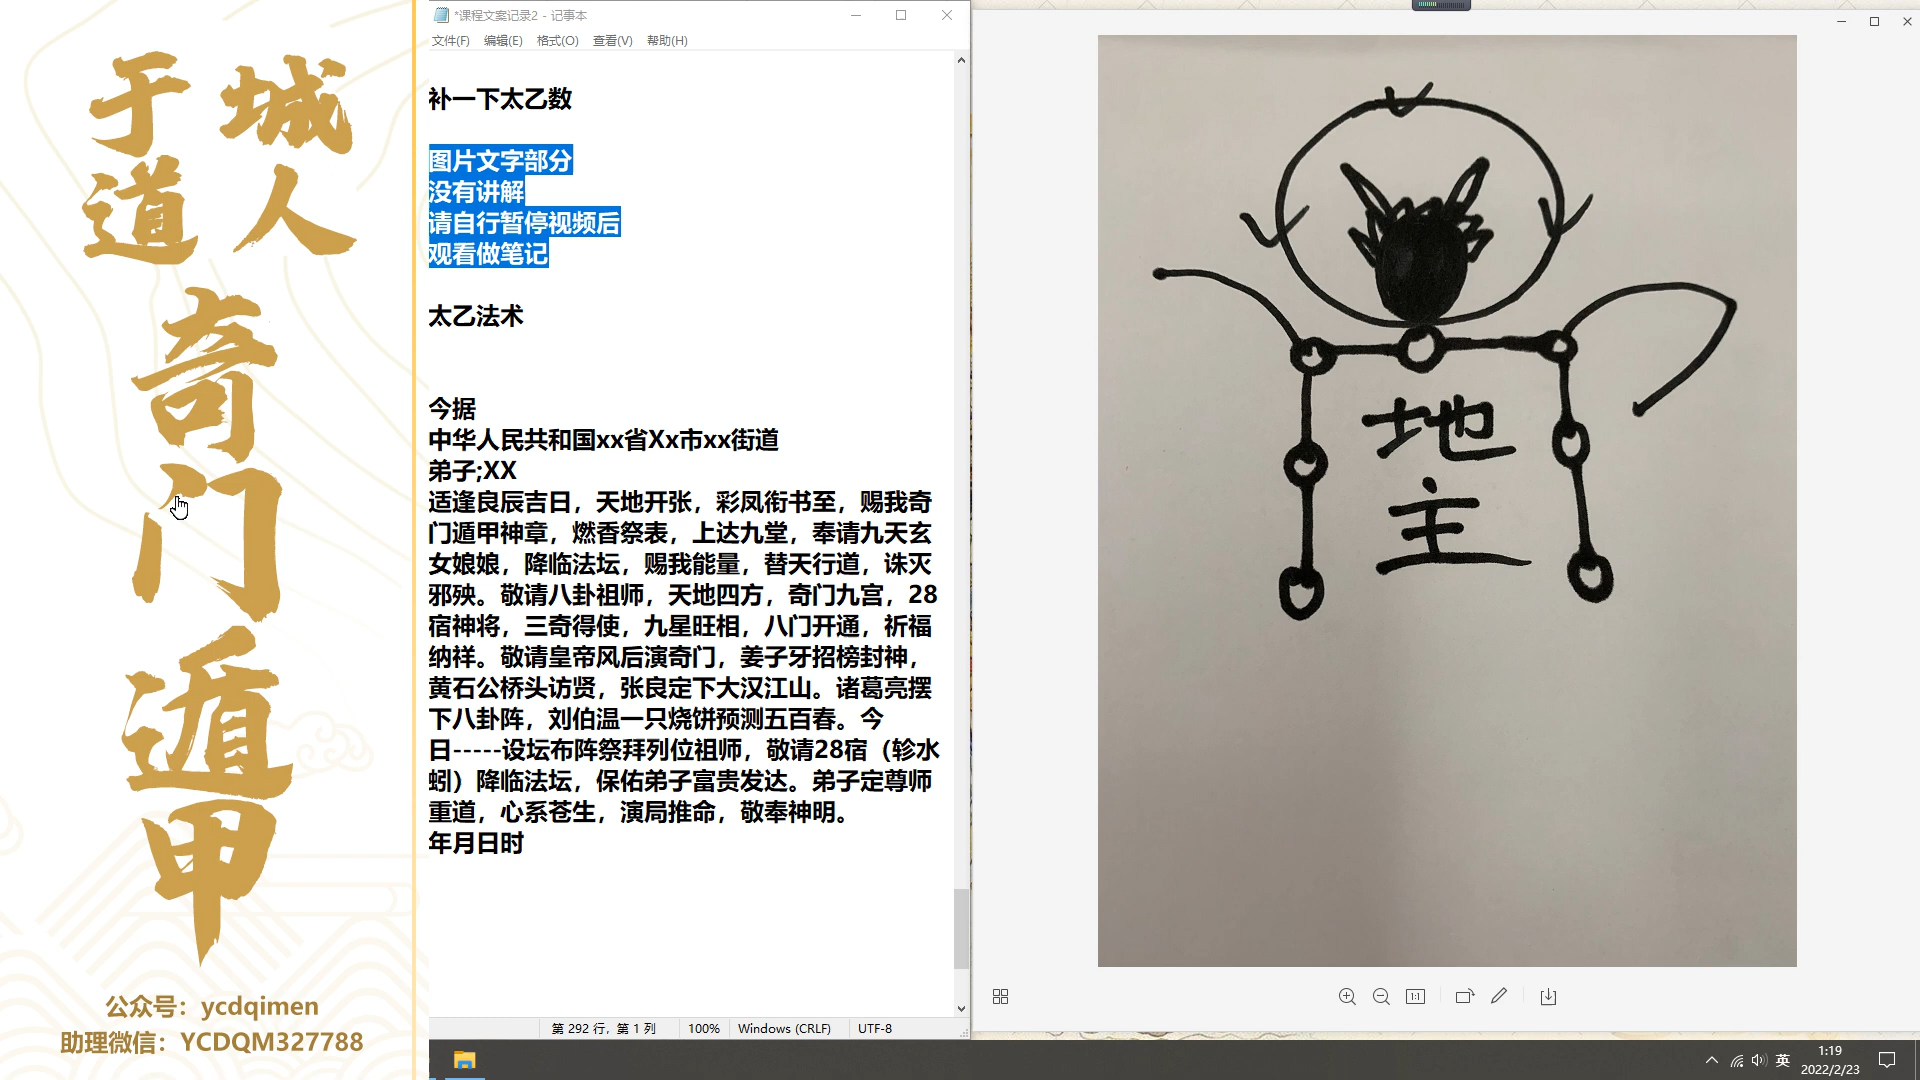 于城
道人
奇门遁甲
公众号：ycdqimen
助理微信：YCDQM327788
*课程文案记录2 - 记事本
文件(F) 编辑(E) 格式(O) 查看(V) 帮助(H)
补一下太乙数
图片文字部分
没有讲解
请自行暂停视频后
观看做笔记
太乙法术
今据
中华人民共和国xx省Xx市xx街道
弟子;XX
适逢良辰吉日，天地开张，彩凤衔书至，赐我奇
门遁甲神章，燃香祭表，上达九堂，奉请九天玄
女娘娘，降临法坛，赐我能量，替天行道，诛灭
邪殃。敬请八卦祖师，天地四方，奇门九宫，28
宿神将，三奇得使，九星旺相，八门开通，祈福
纳祥。敬请皇帝风后演奇门，姜子牙招榜封神，
黄石公桥头访贤，张良定下大汉江山。诸葛亮摆
下八卦阵，刘伯温一只烧饼预测五百春。今
日-----设坛布阵祭拜列位祖师，敬请28宿（轸水
蚓）降临法坛，保佑弟子富贵发达。弟子定尊师
重道，心系苍生，演局推命，敬奉神明。
年月日时
第 292 行，第 1 列 100% Windows (CRLF) UTF-8
地
主
1:1
英
1:19
2022/2/23